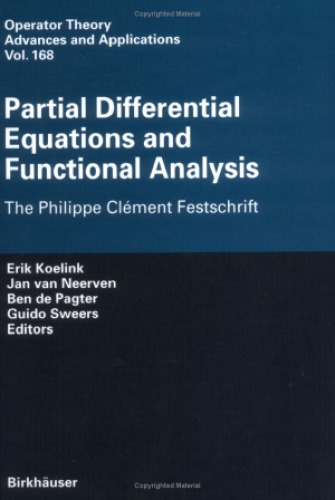 Operator Theory
Advances and Applications
Vol. 168
Partial Differential
Equations and
Functional Analysis
The Philippe Clément Festschrift
Erik Koelink
Jan van Neerven
Ben de Pagter
Guido Sweers
Editors
Birkhäuser